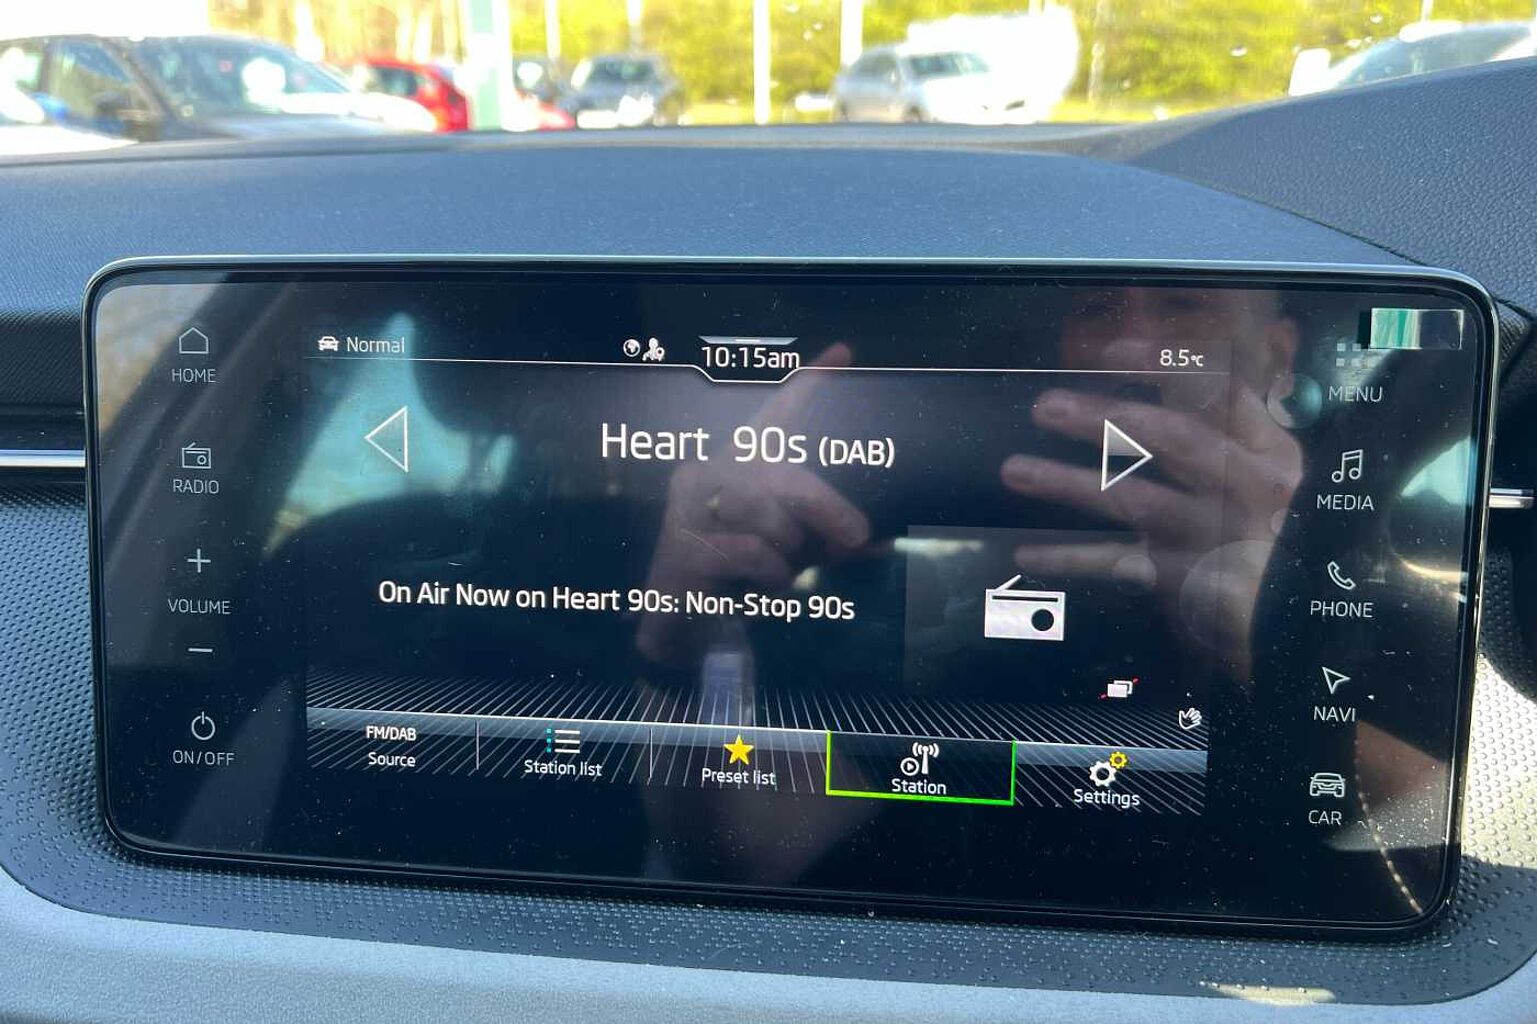 Normal
10:15am
8.5°C
HOME
RADIO
+
VOLUME
−
ON/OFF
Heart 90s (DAB)
On Air Now on Heart 90s: Non-Stop 90s
FM/DAB
Source
Station list
Preset list
Station
Settings
MENU
MEDIA
PHONE
NAVI
CAR